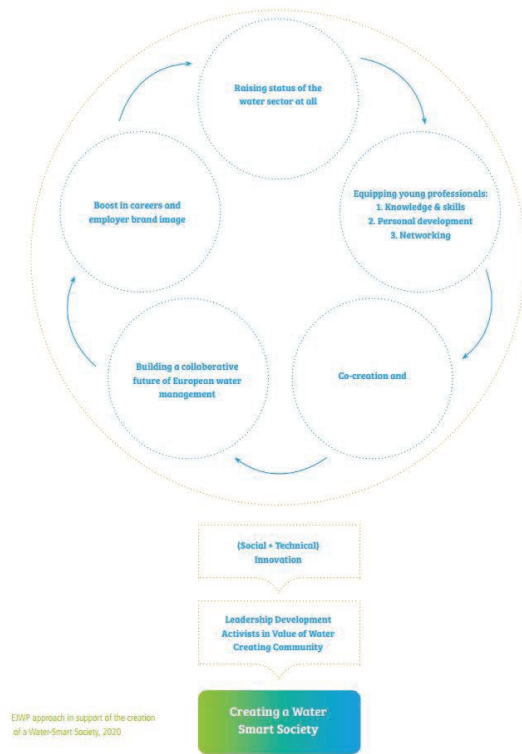 Raising status of the
water sector at all
Equipping young professionals:
1. Knowledge & skills
2. Personal development
3. Networking
Co-creation and
Building a collaborative
future of European water
management
Boost in careers and
employer brand image
(Social + Technical)
Innovation
Leadership Development
Activists in Value of Water
Creating Community
Creating a Water
Smart Society
EJWP approach in support of the creation
of a Water-Smart Society, 2020